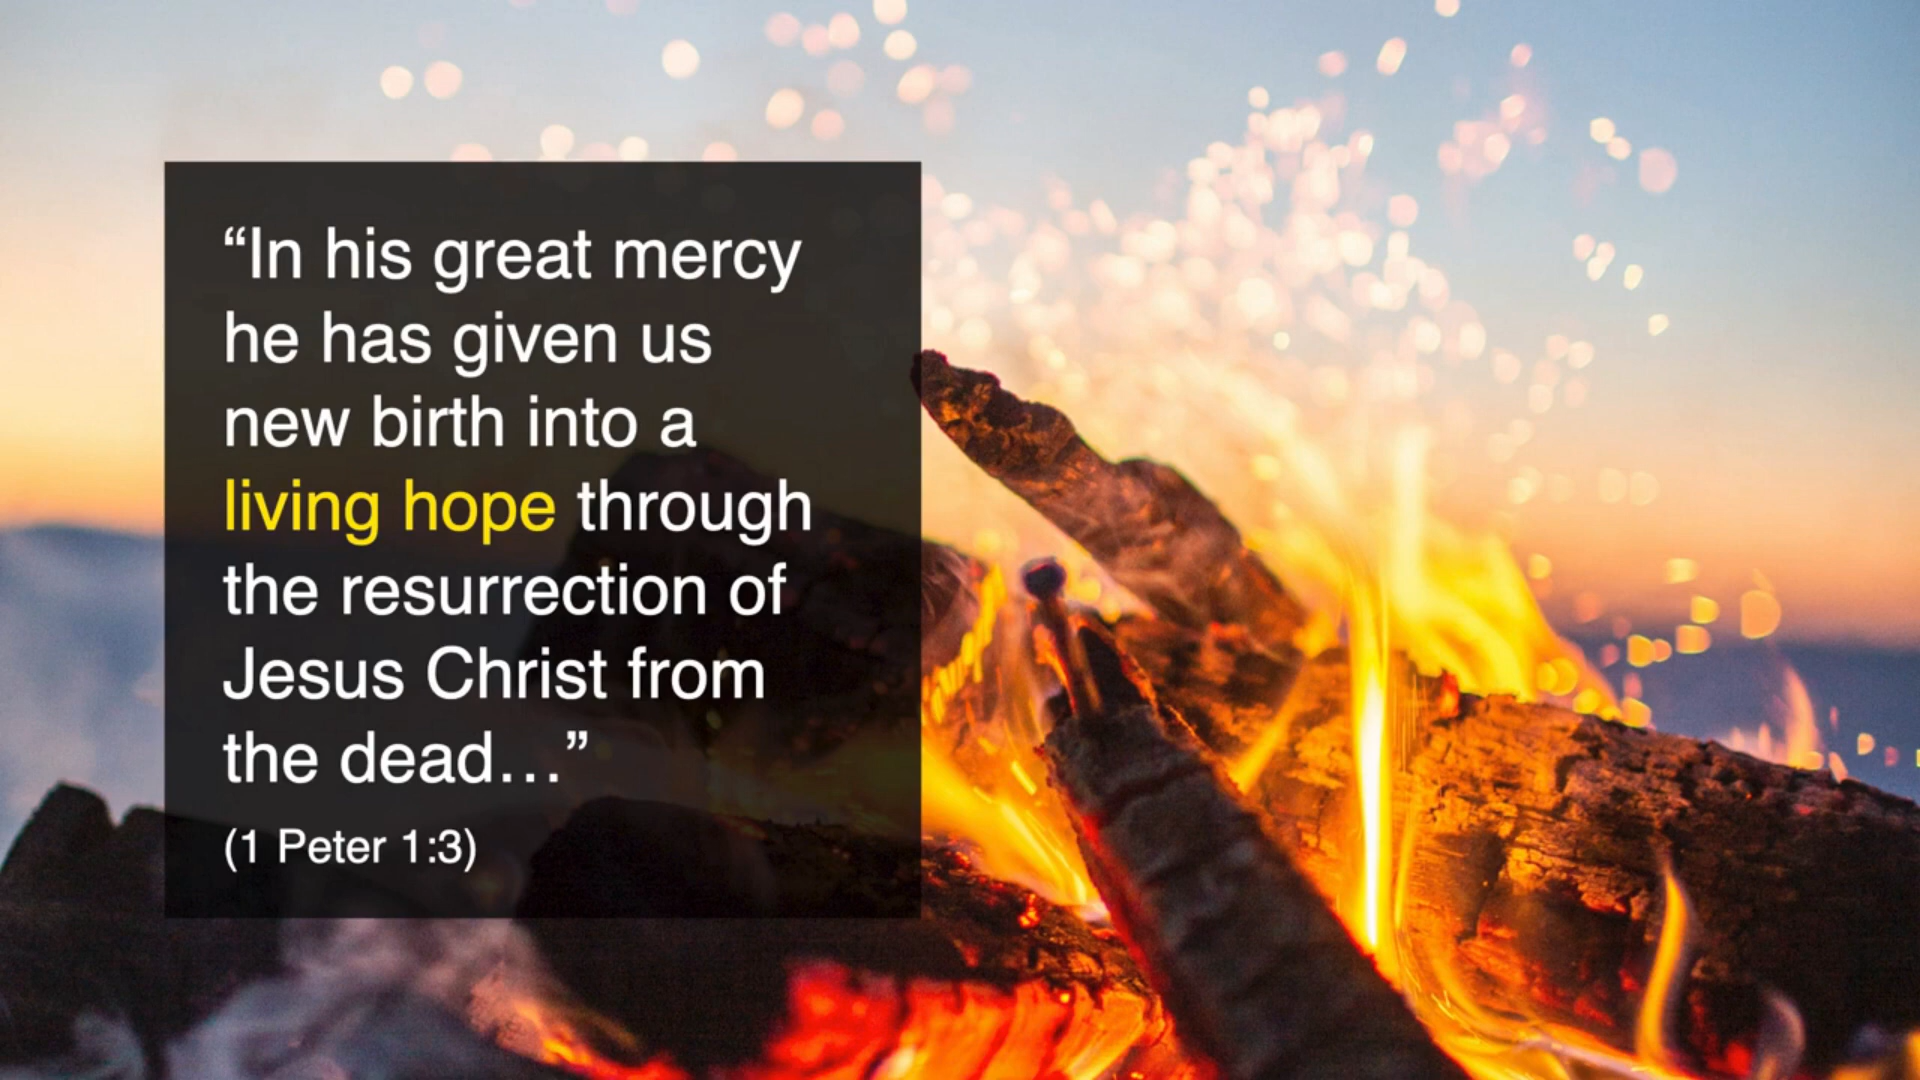 “In his great mercy
he has given us
new birth into a
living hope through
the resurrection of
Jesus Christ from
the dead…”
(1 Peter 1:3)